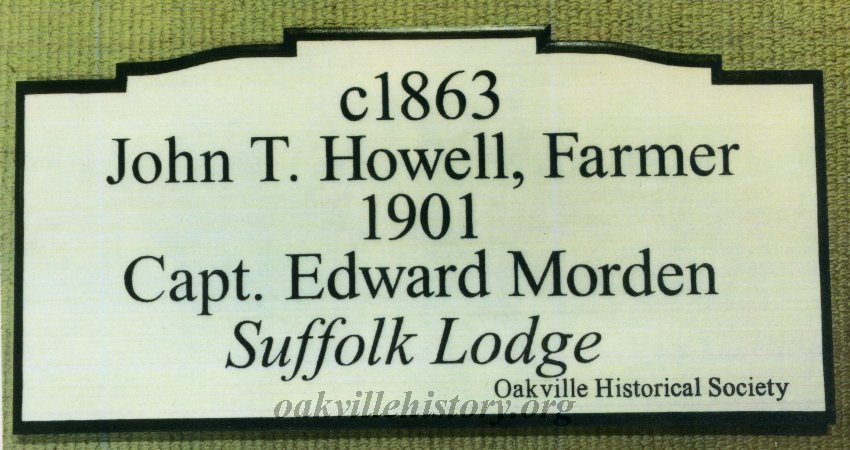 c1863
John T. Howell, Farmer
1901
Capt. Edward Morden
Suffolk Lodge
Oakville Historical Society
oakvillehistory.org